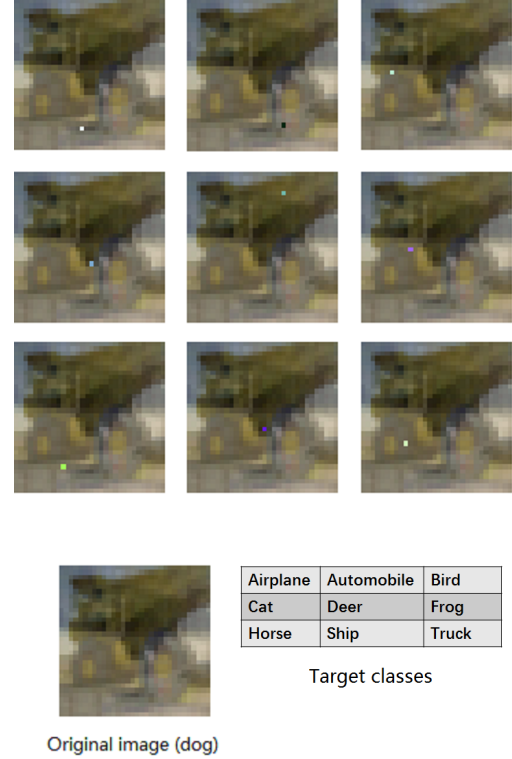 Airplane Automobile Bird
Cat Deer Frog
Horse Ship Truck
Target classes
Original image (dog)